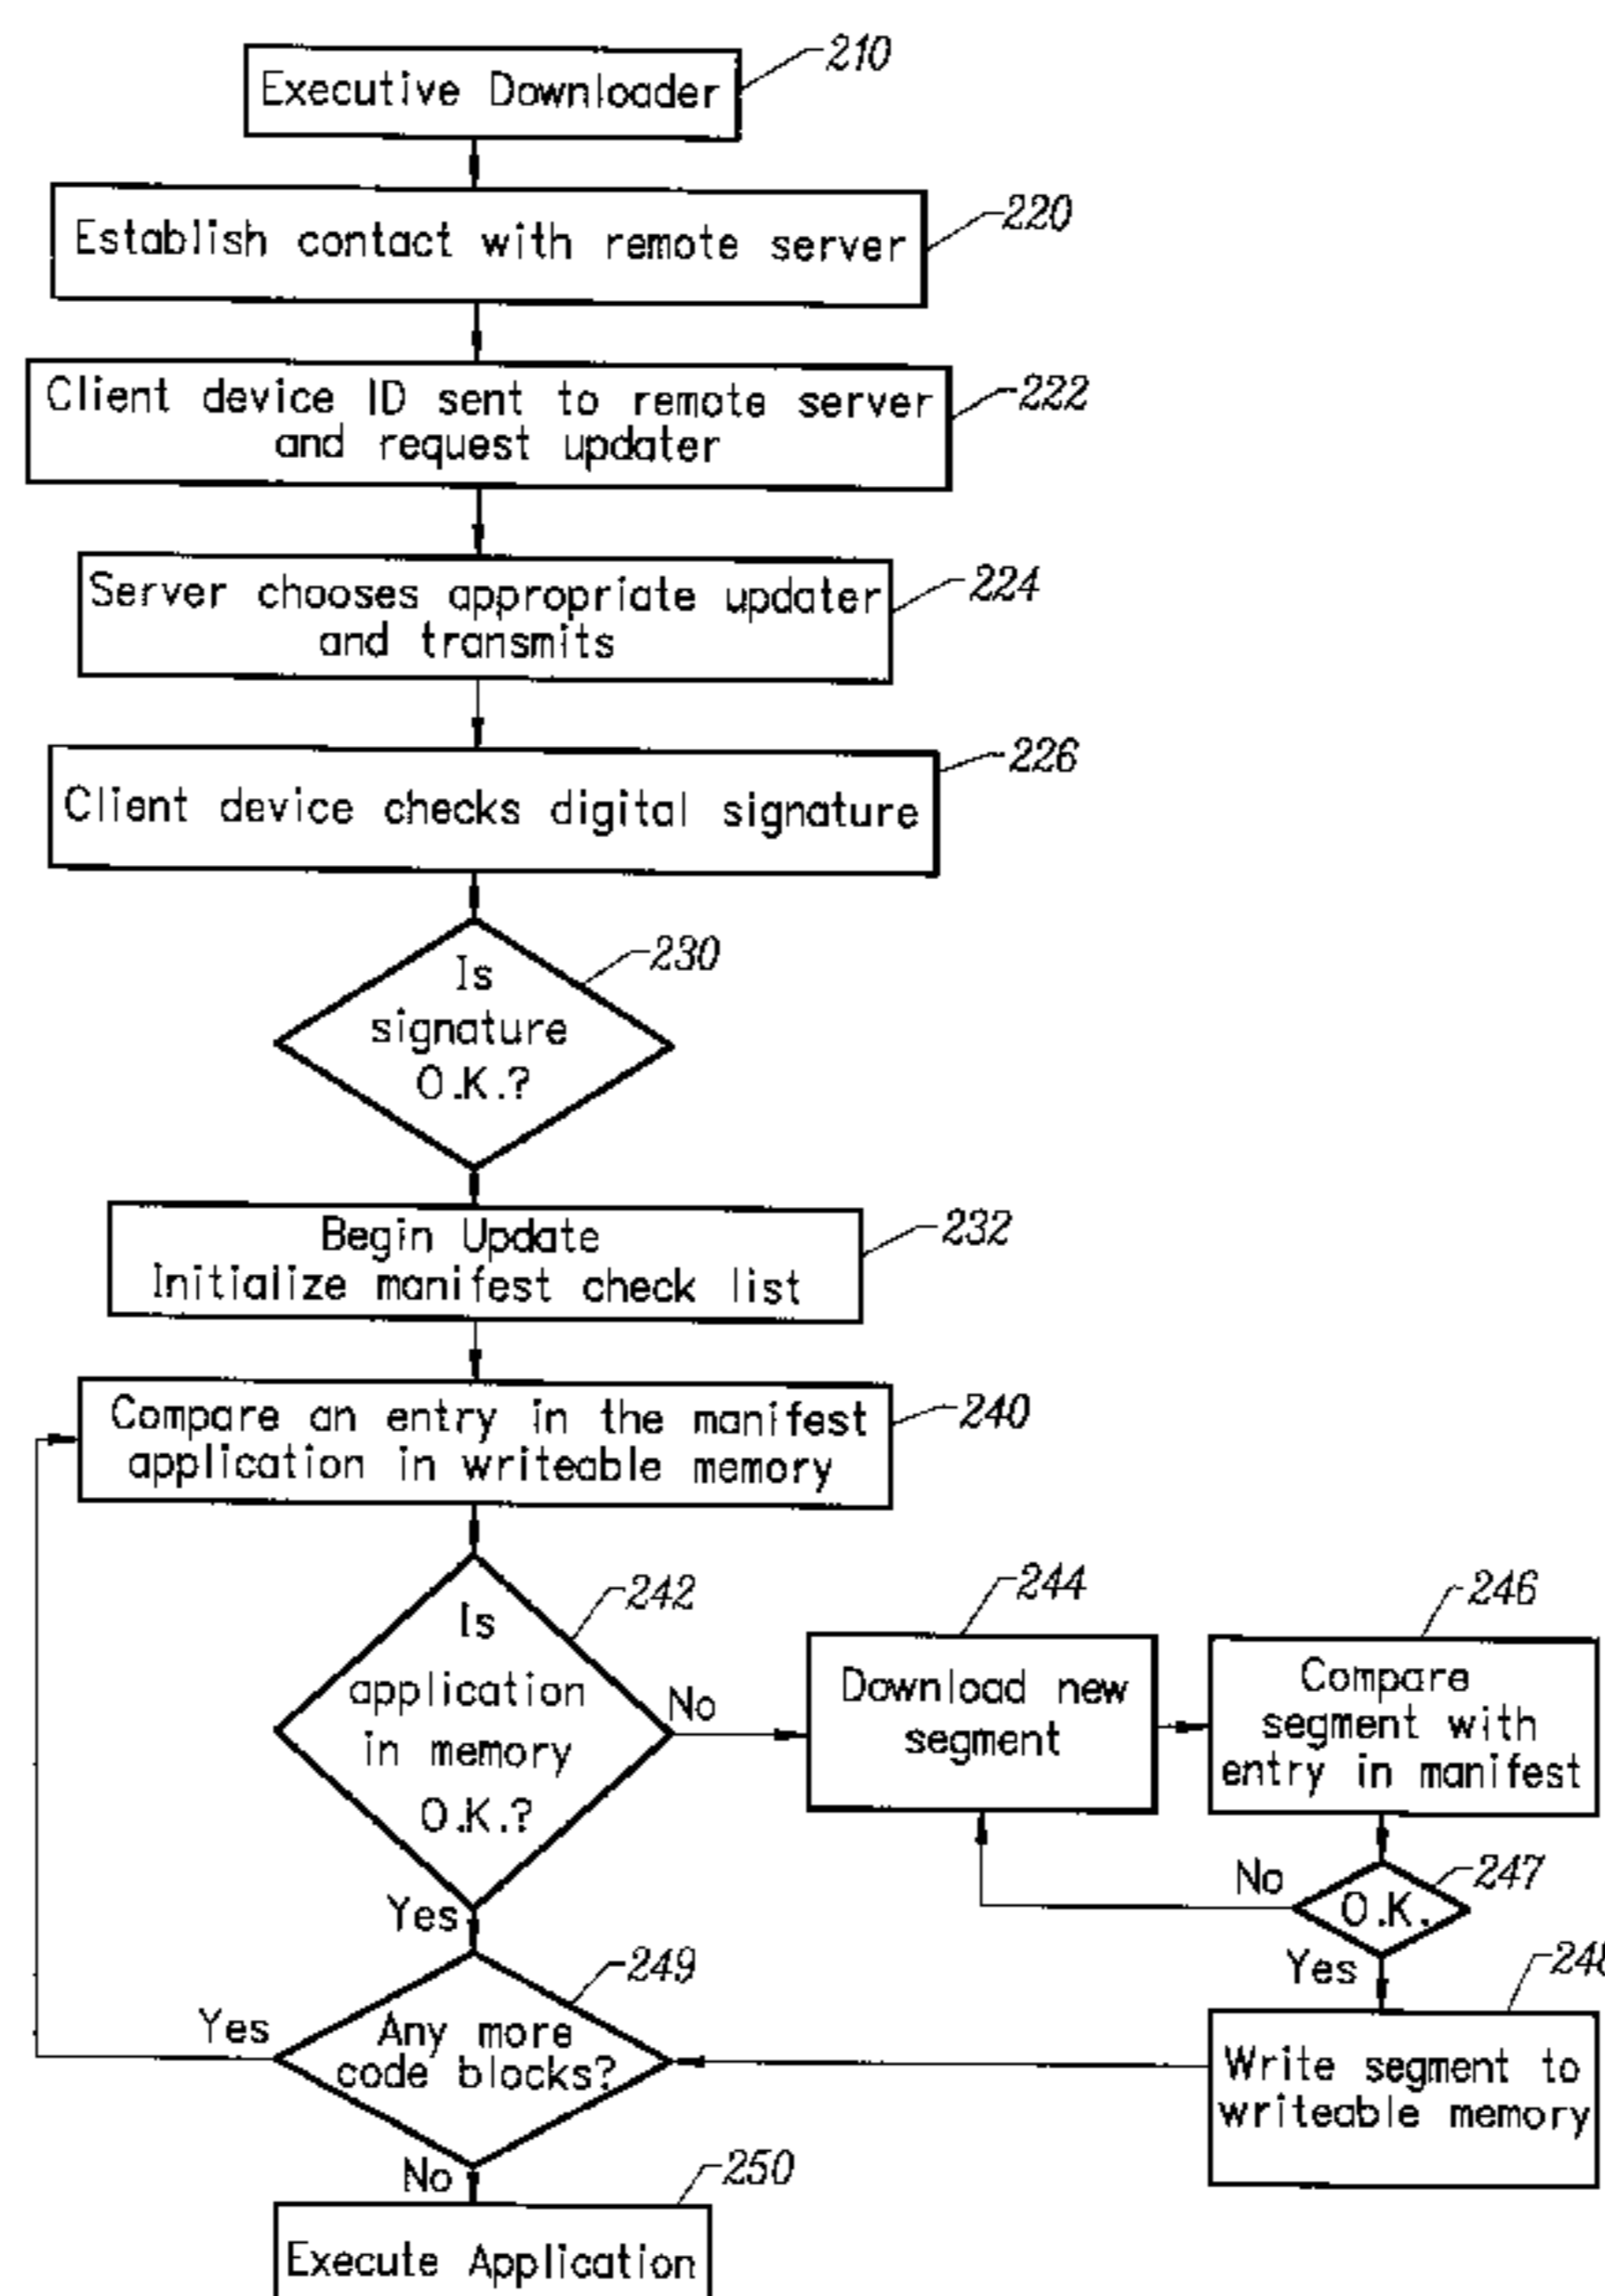 210
Executive Downloader
220
Establish contact with remote server
222
Client device ID sent to remote server
and request updater
224
Server chooses appropriate updater
and transmits
226
Client device checks digital signature
230
Is
signature
O.K.?
232
Begin Update
Initialize manifest check list
240
Compare an entry in the manifest
application in writeable memory
242
Is
application
in memory
O.K.?
No
Yes
244
Download new
segment
246
Compare
segment with
entry in manifest
247
O.K.
No
Yes
248
Write segment to
writeable memory
249
Any more
code blocks?
Yes
No
250
Execute Application